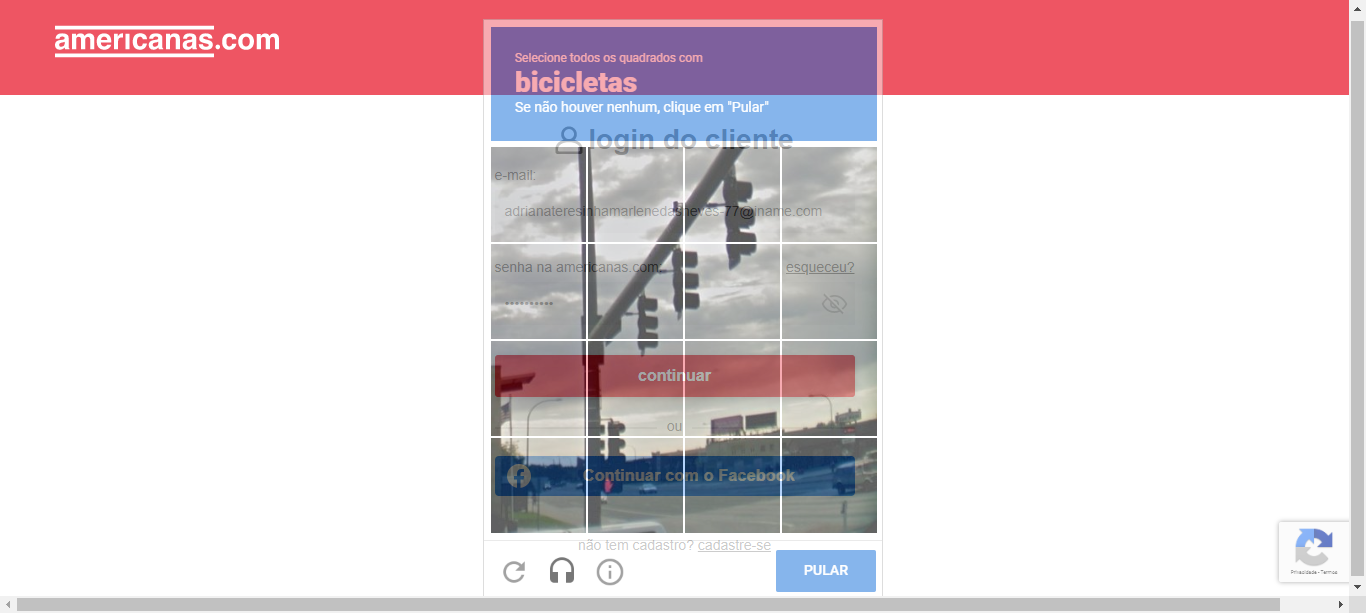 americanas.com
Selecione todos os quadrados com
bicicletas
Se não houver nenhum, clique em "Pular"
login do cliente
e-mail:
adrianateresinhamarlenedasneves-77@iname.com
senha na americanas.com:
esqueceu?
••••••••••
continuar
ou
Continuar com o Facebook
não tem cadastro? cadastre-se
PULAR
Privacidade - Termos